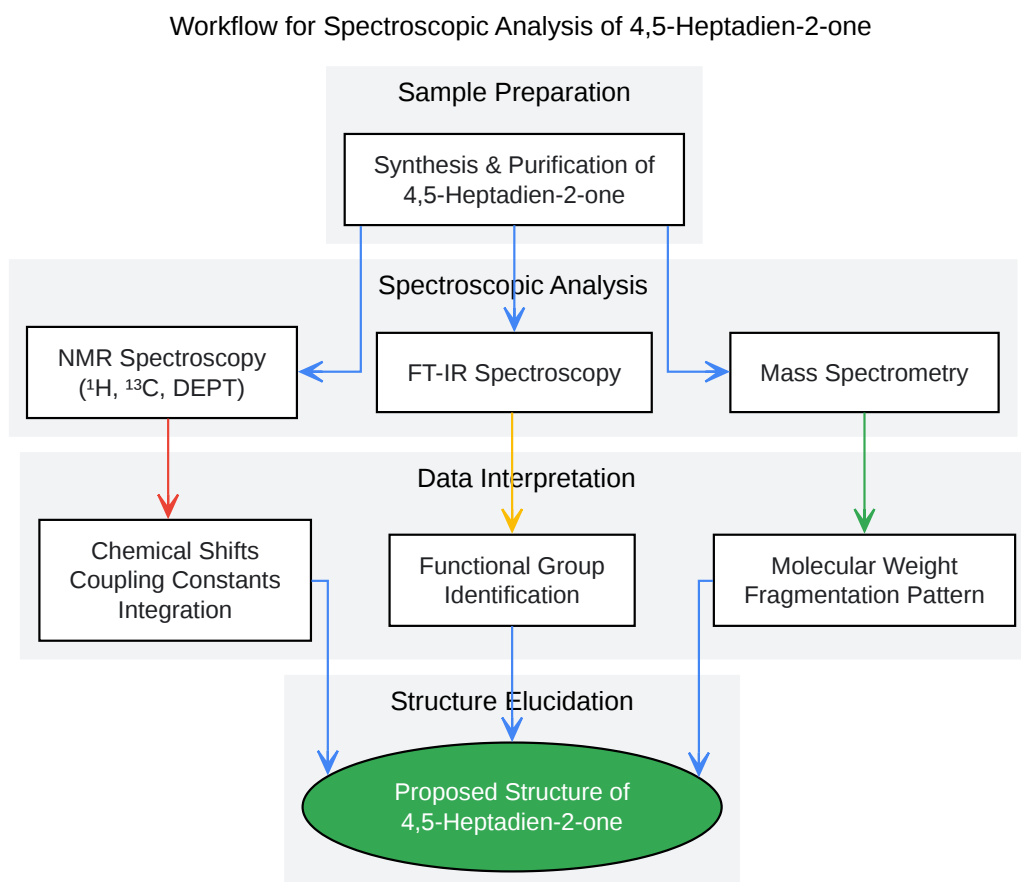 Workflow for Spectroscopic Analysis of 4,5-Heptadien-2-one
Sample Preparation
Synthesis & Purification of
4,5-Heptadien-2-one
Spectroscopic Analysis
NMR Spectroscopy
(¹H, ¹³C, DEPT)
FT-IR Spectroscopy
Mass Spectrometry
Data Interpretation
Chemical Shifts
Coupling Constants
Integration
Functional Group
Identification
Molecular Weight
Fragmentation Pattern
Structure Elucidation
Proposed Structure of
4,5-Heptadien-2-one